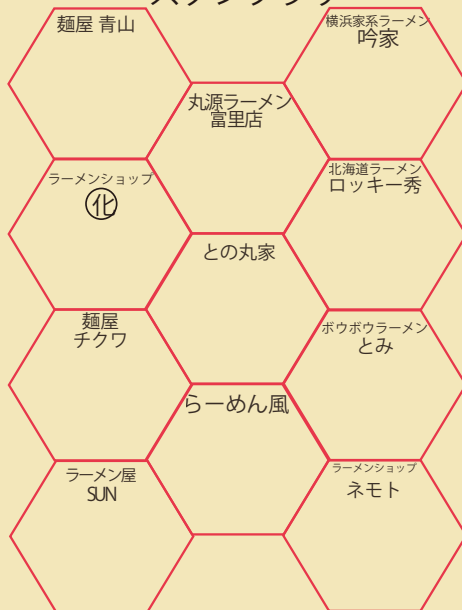 麺屋 青山
横浜家系ラーメン
吟家
丸源ラーメン
富里店
ラーメンショップ
㊗
北海道ラーメン
ロッキー秀
との丸家
麺屋
チクワ
ボウボウラーメン
とみ
らーめん風
ラーメン屋
SUN
ラーメンショップ
ネモト